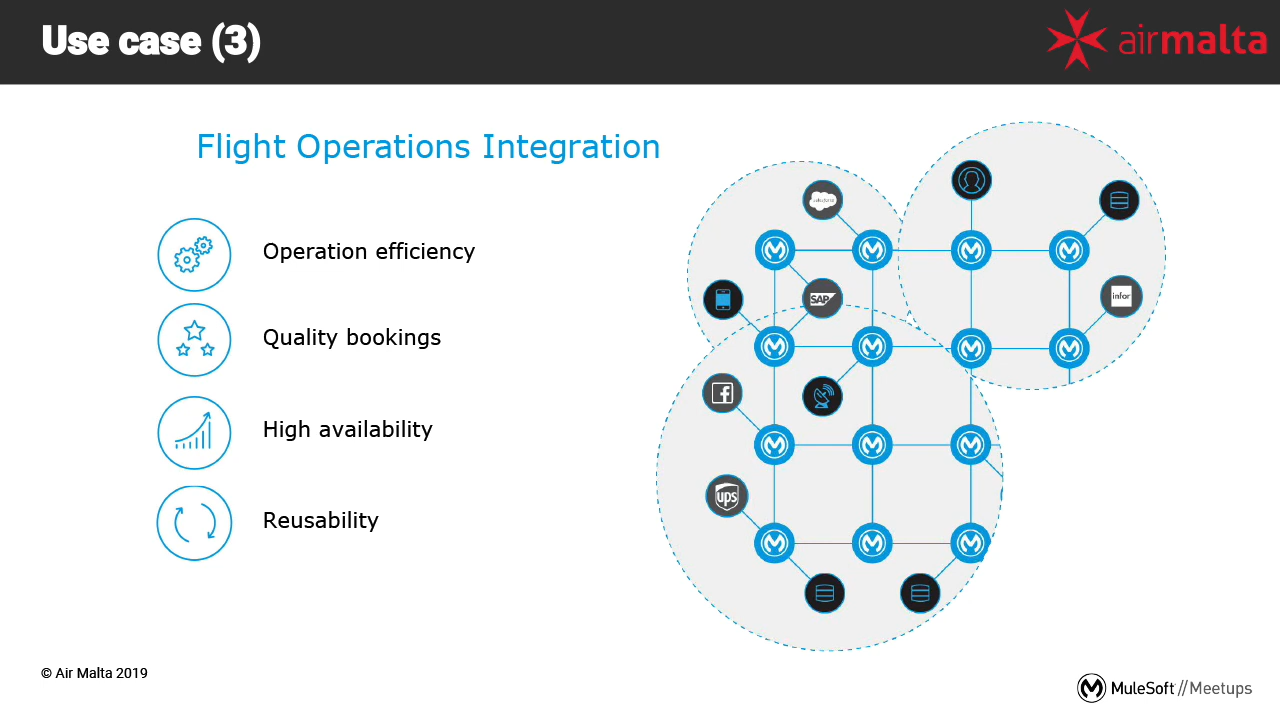 Use case (3)
airmalta
Flight Operations Integration
Operation efficiency
Quality bookings
High availability
Reusability
salesforce
SAP
infor
ups
© Air Malta 2019
MuleSoft // Meetups